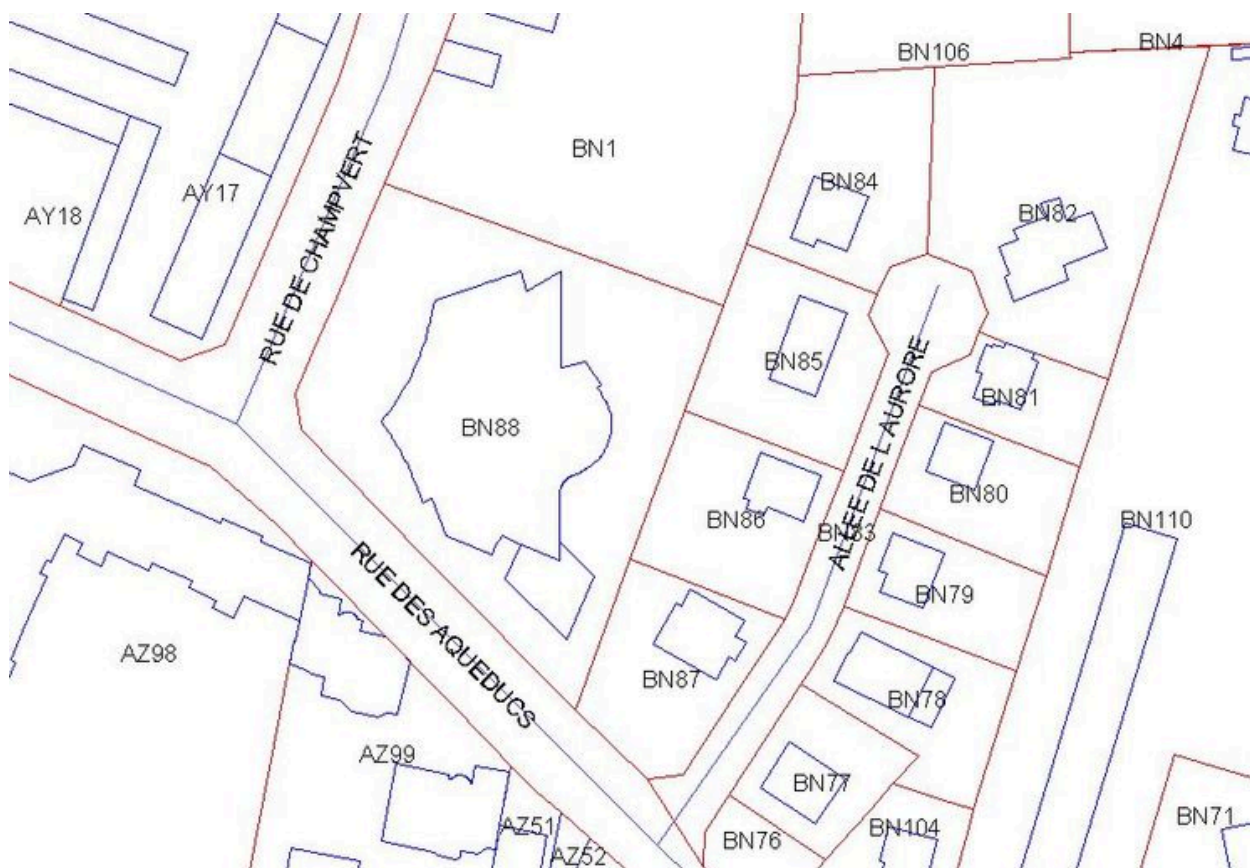 BN4
BN106
BN1
RUE DE CHAMPVERT
BN84
AY17
AY18
BN82
BN85
ALLEE DE L AURORE
BN81
BN88
BN80
BN86
BN83
BN110
RUE DES AQUEDUCS
BN79
AZ98
BN87
BN78
AZ99
BN77
BN71
AZ51
BN104
BN76
AZ52